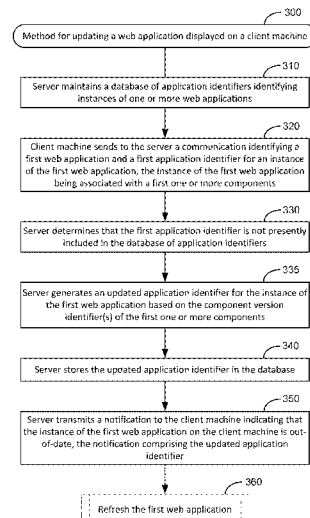 300
Method for updating a web application displayed on a client machine
310
Server maintains a database of application identifiers identifying
instances of one or more web applications
320
Client machine sends to the server a communication identifying a
first web application and a first application identifier for an instance
of the first web application, the instance of the first web application
being associated with a first one or more components
330
Server determines that the first application identifier is not presently
included in the database of application identifiers
335
Server generates an updated application identifier for the instance of
the first web application based on the component version
identifier(s) of the first one or more components
340
Server stores the updated application identifier in the database
350
Server transmits a notification to the client machine indicating that
the instance of the first web application on the client machine is out-
of-date, the notification comprising the updated application
identifier
360
Refresh the first web application